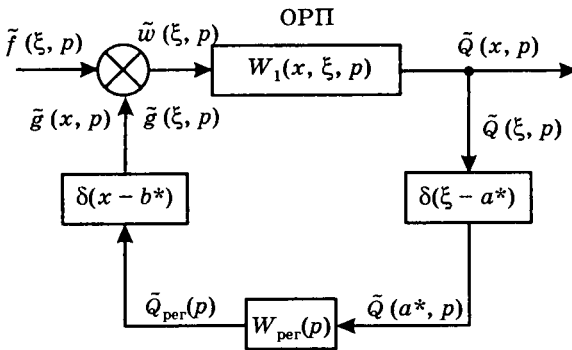 ОРП
f̃ (ξ, p)
w̃ (ξ, p)
W₁(x, ξ, p)
Q̃ (x, p)
g̃ (x, p)
g̃ (ξ, p)
Q̃ (ξ, p)
δ(x − b*)
δ(ξ − a*)
Q̃рег(p)
Wрег(p)
Q̃ (a*, p)